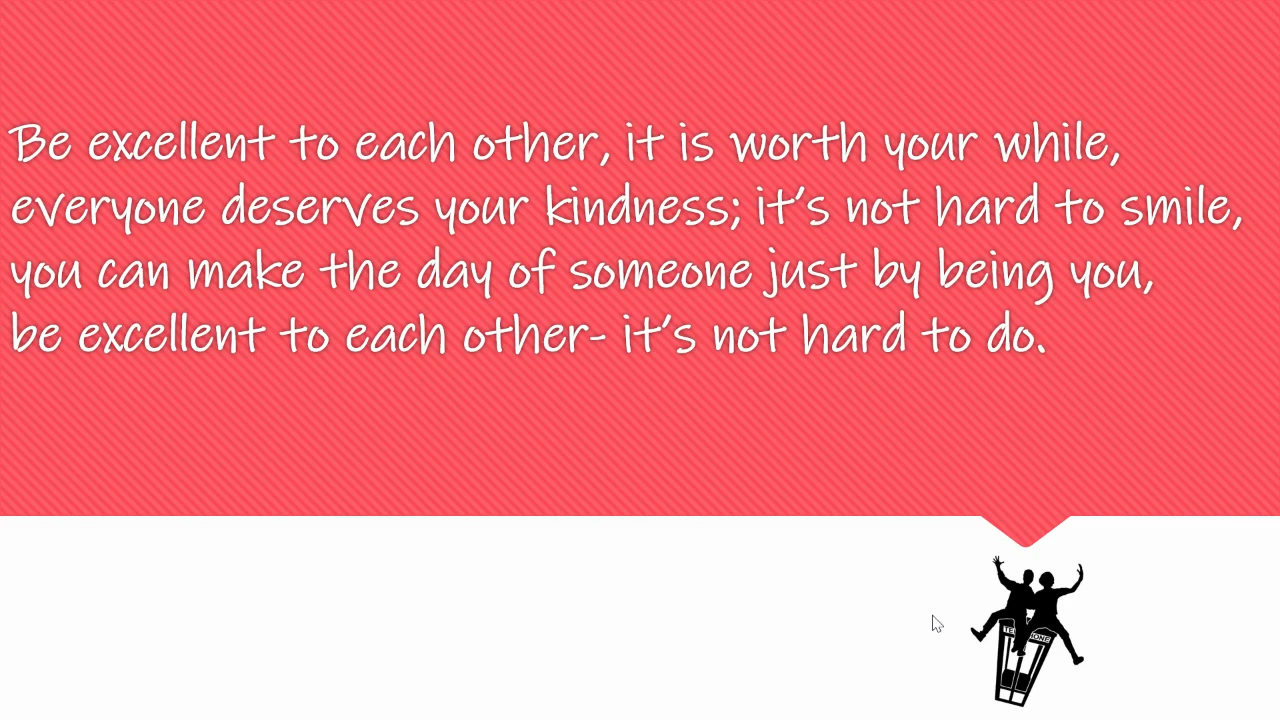 Be excellent to each other, it is worth your while,
everyone deserves your kindness; it's not hard to smile,
you can make the day of someone just by being you,
be excellent to each other- it's not hard to do.